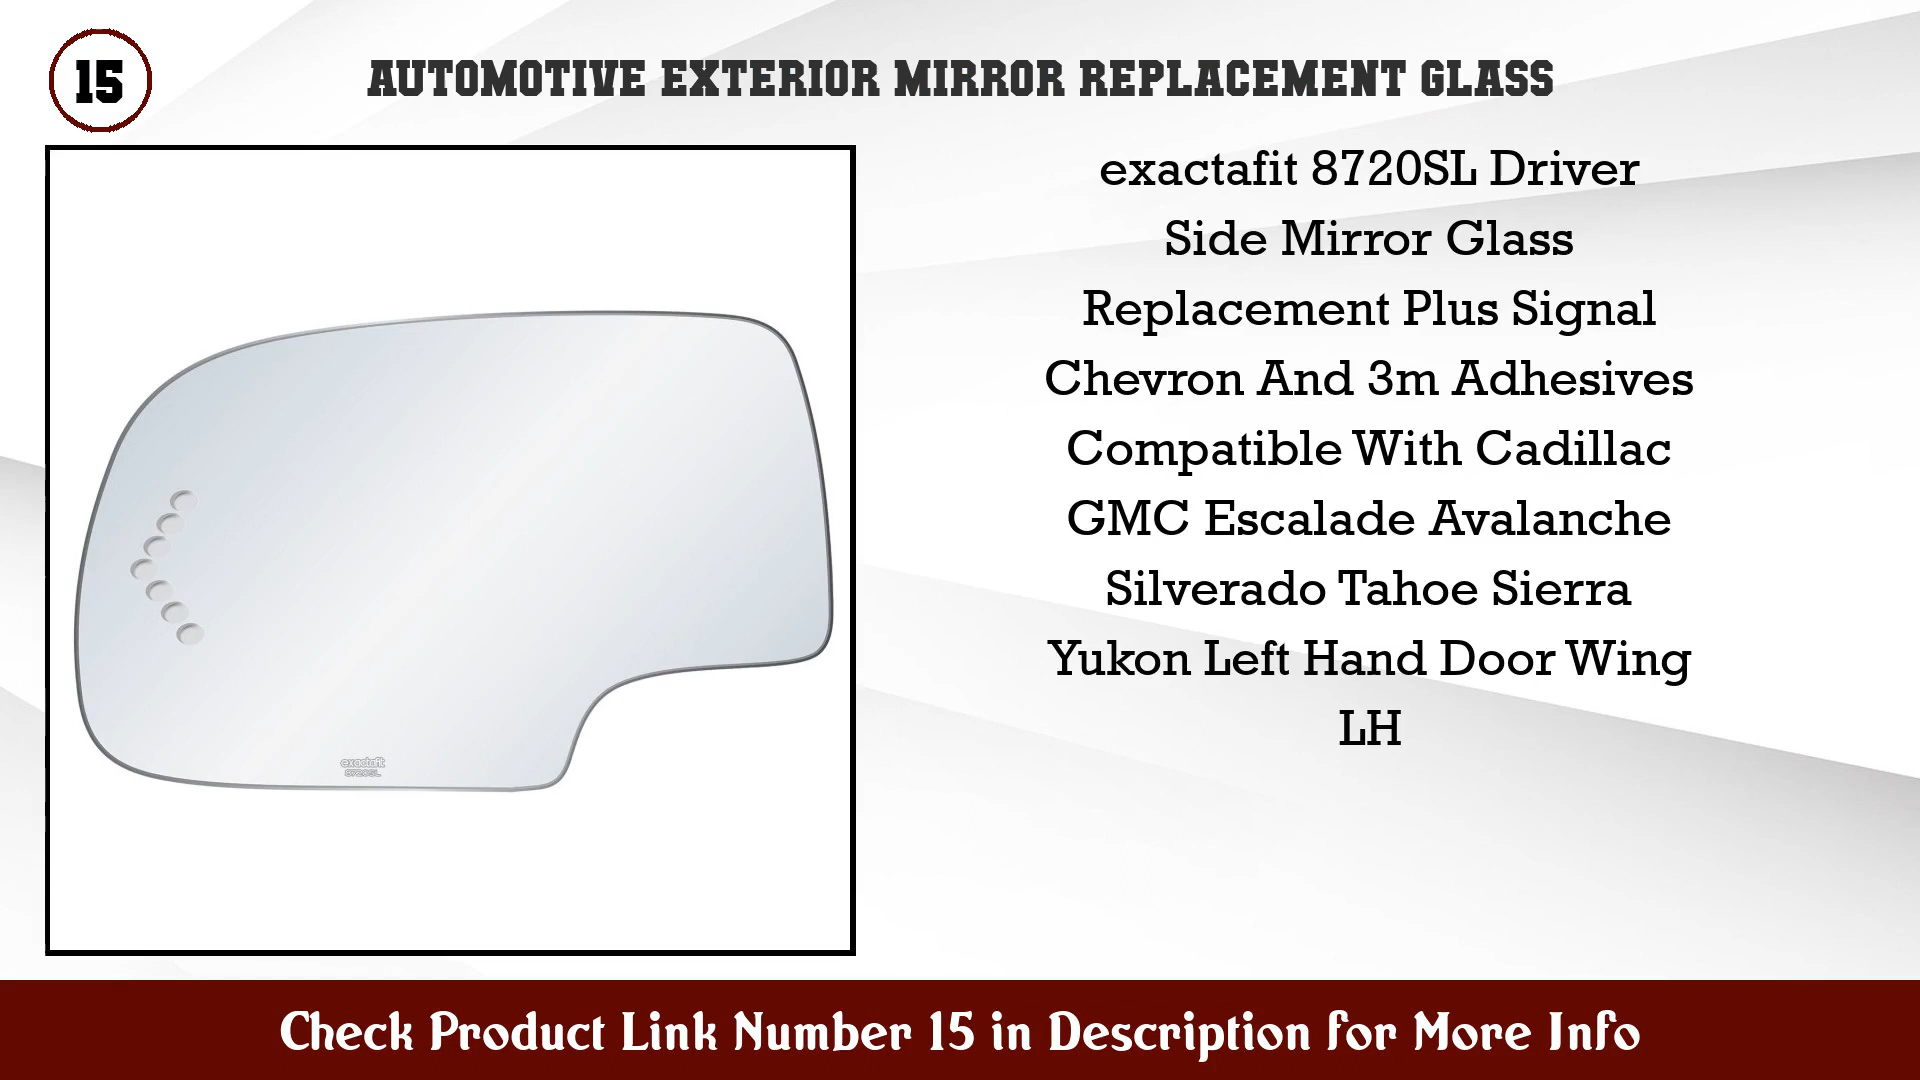 15
AUTOMOTIVE EXTERIOR MIRROR REPLACEMENT GLASS
exactafit 8720SL Driver
Side Mirror Glass
Replacement Plus Signal
Chevron And 3m Adhesives
Compatible With Cadillac
GMC Escalade Avalanche
Silverado Tahoe Sierra
Yukon Left Hand Door Wing
LH
exactafit
8720SL
Check Product Link Number 15 in Description for More Info